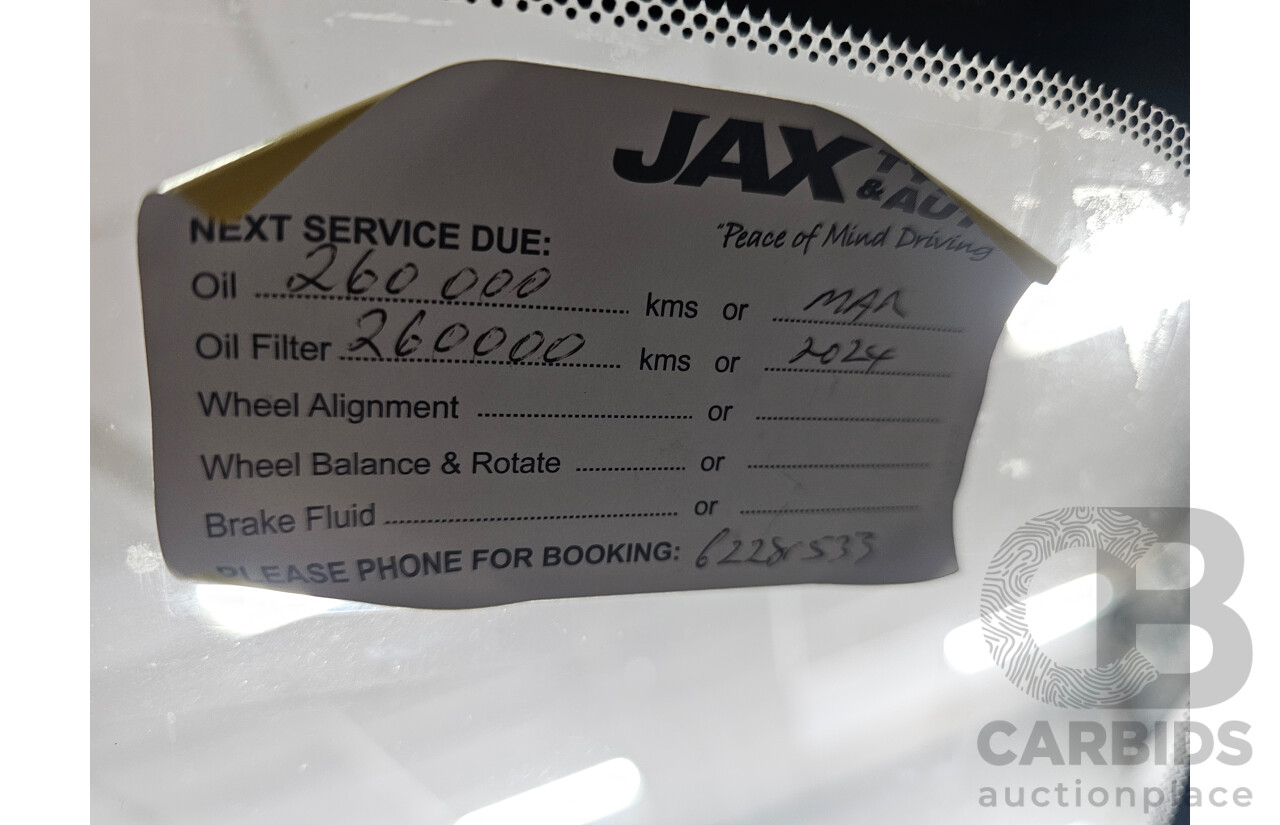 JAX
&
"Peace of Mind Driving
NEXT SERVICE DUE:
Oil 260 000 kms or MAR
Oil Filter 260000 kms or 2024
Wheel Alignment or
Wheel Balance & Rotate or
Brake Fluid or
PLEASE PHONE FOR BOOKING:
CB
CARBIDS
auctionplace